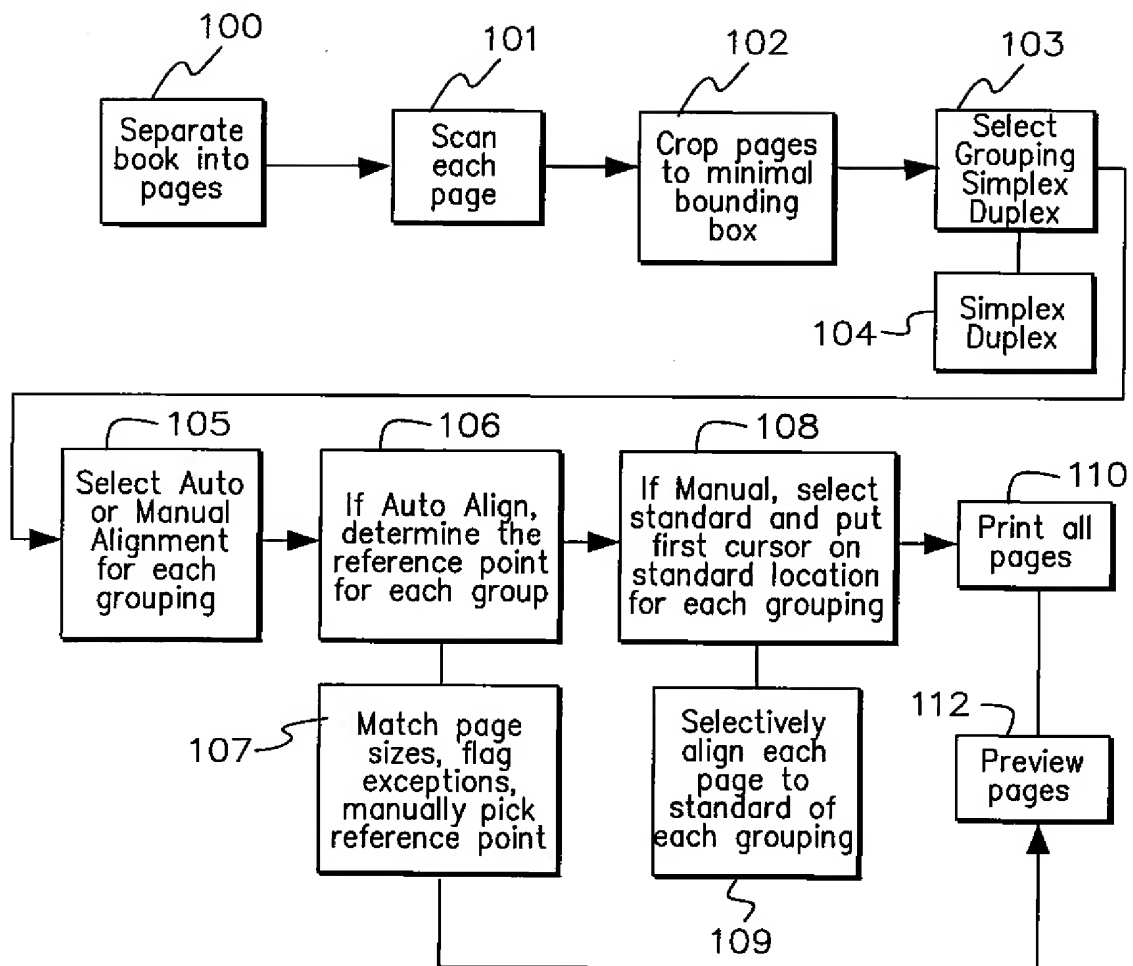 100
Separate
book into
pages
101
Scan
each
page
102
Crop pages
to minimal
bounding
box
103
Select
Grouping
Simplex
Duplex
104
Simplex
Duplex
105
Select Auto
or Manual
Alignment
for each
grouping
106
If Auto Align,
determine the
reference point
for each group
108
If Manual, select
standard and put
first cursor on
standard location
for each grouping
110
Print all
pages
107
Match page
sizes, flag
exceptions,
manually pick
reference point
109
Selectively
align each
page to
standard of
each grouping
112
Preview
pages